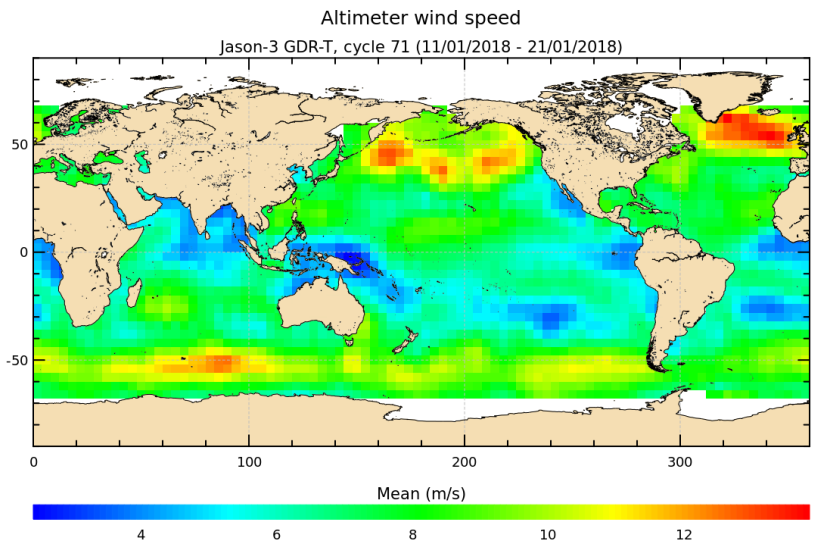 Altimeter wind speed
Jason-3 GDR-T, cycle 71 (11/01/2018 - 21/01/2018)
50
0
-50
0 100 200 300
Mean (m/s)
4 6 8 10 12